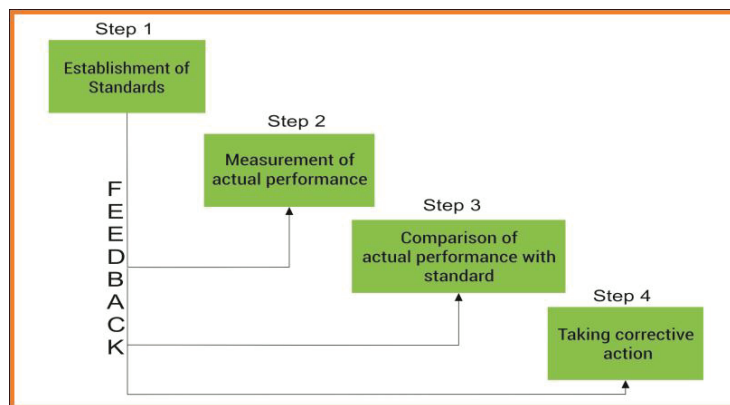 Step 1
Establishment of
Standards
Step 2
Measurement of
actual performance
Step 3
Comparison of
actual performance with
standard
Step 4
Taking corrective
action
FEEDBACK